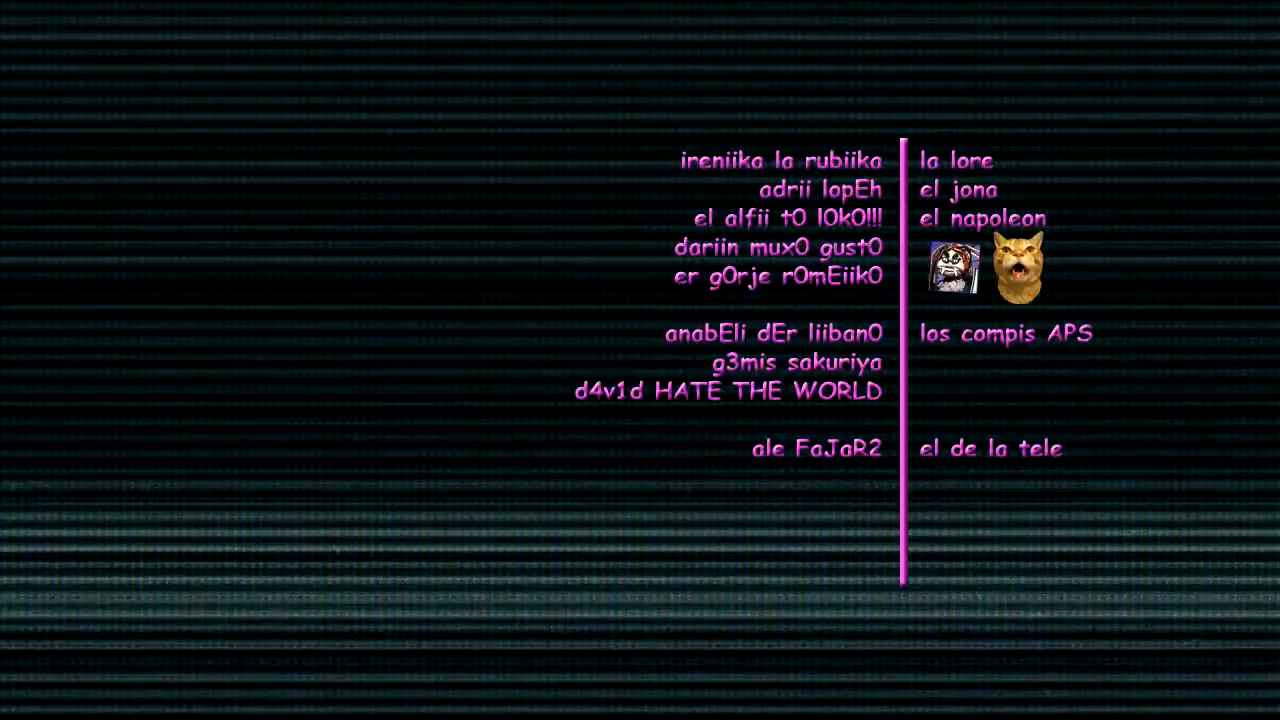 ireniika la rubiika la lore
adrii lopEh el jona
el alfii t0 l0k0!!! el napoleon
dariin mux0 gust0
er g0rje r0mEiik0
anabEli dEr liiban0 los compis APS
g3mis sakuriya
d4v1d HATE THE WORLD
ale FaJaR2 el de la tele